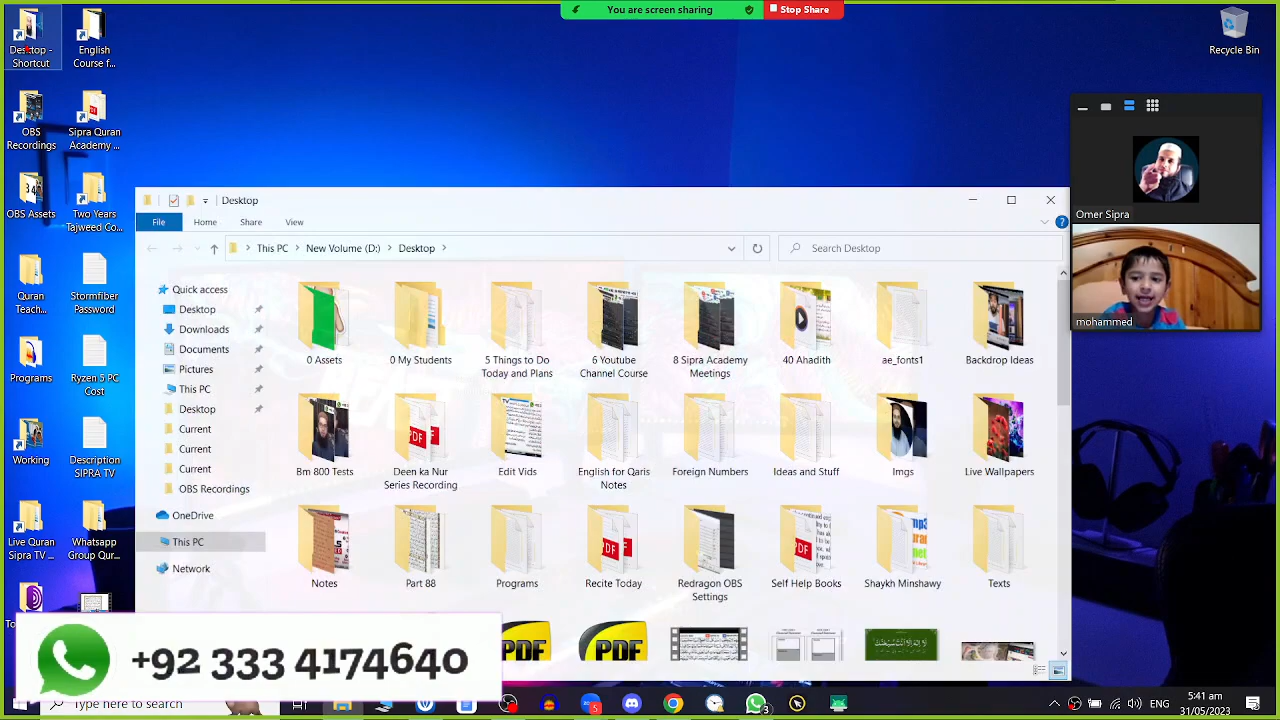 You are screen sharing
Stop Share
Desktop -
Shortcut
English
Course f...
Recycle Bin
OBS
Recordings
Sipra Quran
Academy ...
OBS Assets
Two Years
Tajweed Co...
Quran
Teach...
Stormfiber
Password
Programs
Ryzen 5 PC
Cost
Working
Description
SIPRA TV
Live Quran
Sipra TV ...
Whatsapp
Group Qur...
Omer Sipra
mohammed
Desktop
File
Home
Share
View
This PC
New Volume (D:)
Desktop
Search Desktop
Quick access
Desktop
Downloads
Documents
Pictures
This PC
Desktop
Current
Current
Current
OBS Recordings
OneDrive
This PC
Network
0 Assets
0 My Students
5 Things to Do
Today and Plans
6 Youtube
Channel Course
8 Sipra Academy
Meetings
40 Ahadith
ae_fonts1
Backdrop Ideas
Bm 800 Tests
Deen ka Nur
Series Recording
Edit Vids
English for Qaris
Notes
Foreign Numbers
Ideas and Stuff
Imgs
Live Wallpapers
Notes
Part 88
Programs
Recite Today
Redragon OBS
Settings
Self Help Books
Shaykh Minshawy
Texts
PDF
PDF
+92 333 4174640
Type here to search
ENG
5:41 am
31/05/2023